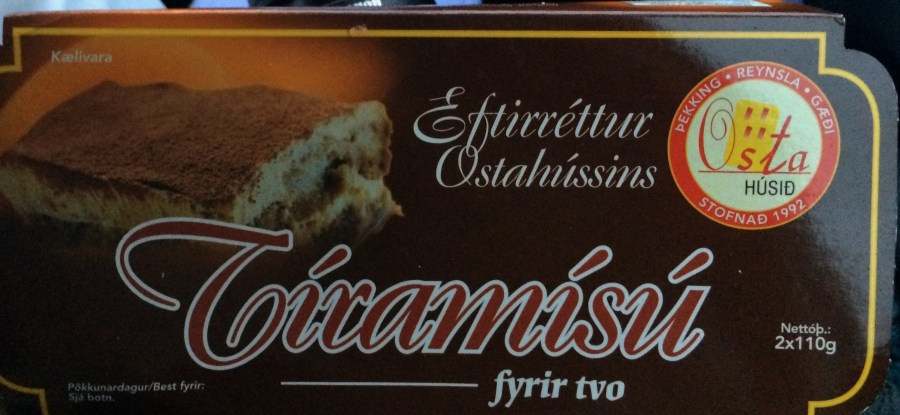 Kælivara
Eftirréttur
Ostahússins
ÞEKKING • REYNSLA • GÆÐI
Osta
HÚSIÐ
STOFNAÐ 1992
Tíramísú
fyrir tvo
Nettóþ.:
2x110g
Pökkunardagur/Best fyrir:
Sjá botn.